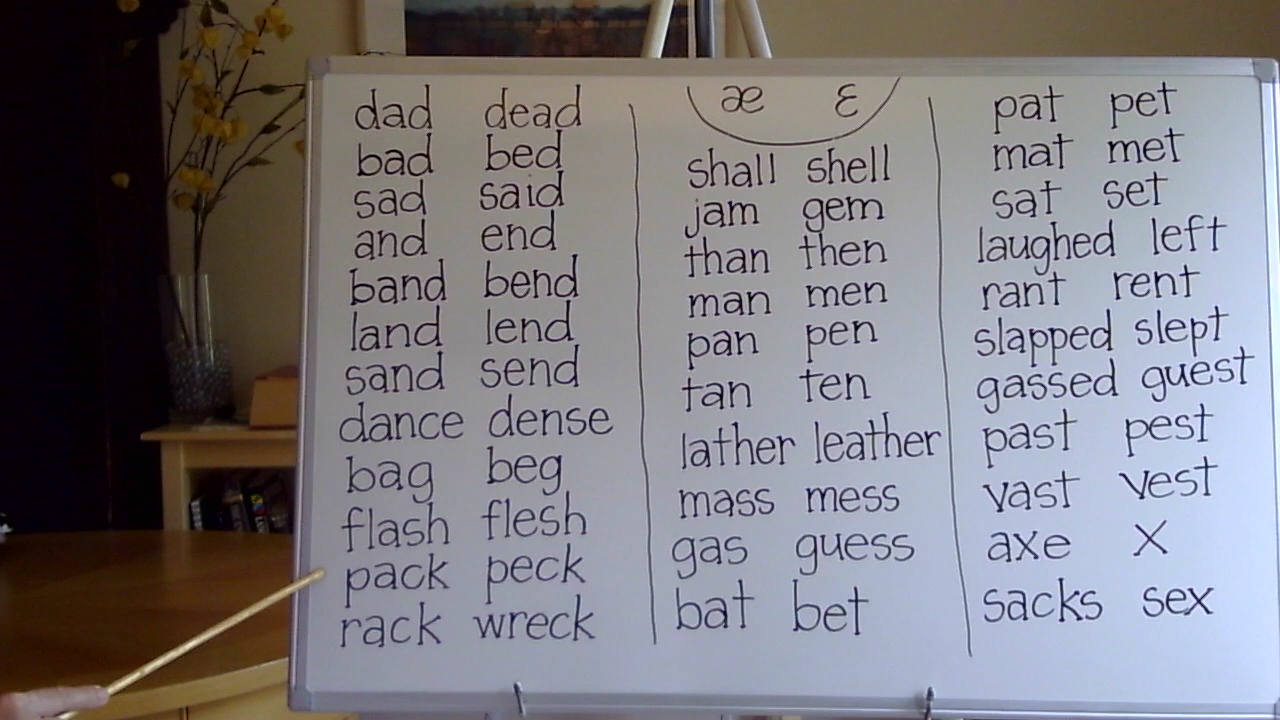 dad dead
bad bed
sad said
and end
band bend
land lend
sand send
dance dense
bag beg
flash flesh
pack peck
rack wreck
æ ɛ
shall shell
jam gem
than then
man men
pan pen
tan ten
lather leather
mass mess
gas guess
bat bet
pat pet
mat met
sat set
laughed left
rant rent
slapped slept
gassed guest
past pest
vast vest
axe X
sacks sex